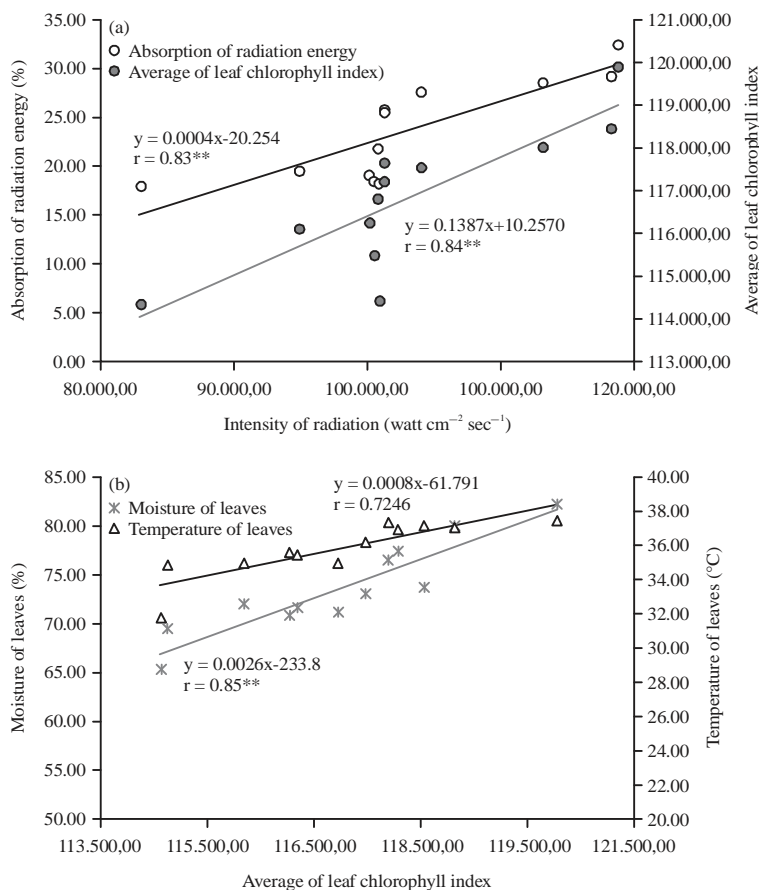 (a)
Absorption of radiation energy
Average of leaf chlorophyll index)
y = 0.0004x-20.254
r = 0.83**
y = 0.1387x+10.2570
r = 0.84**
Absorption of radiation energy (%)
35.00
30.00
25.00
20.00
15.00
10.00
5.00
0.00
121.000,00
120.000,00
119.000,00
118.000,00
117.000,00
116.000,00
115.000,00
114.000,00
113.000,00
Average of leaf chlorophyll index
80.000,00 90.000,00 100.000,00 100.000,00 120.000,00
Intensity of radiation (watt cm⁻² sec⁻¹)
(b)
Moisture of leaves
Temperature of leaves
y = 0.0008x-61.791
r = 0.7246
y = 0.0026x-233.8
r = 0.85**
Moisture of leaves (%)
85.00
80.00
75.00
70.00
65.00
60.00
55.00
50.00
40.00
38.00
36.00
34.00
32.00
30.00
28.00
26.00
24.00
22.00
20.00
Temperature of leaves (°C)
113.500,00 115.500,00 116.500,00 118.500,00 119.500,00 121.500,00
Average of leaf chlorophyll index